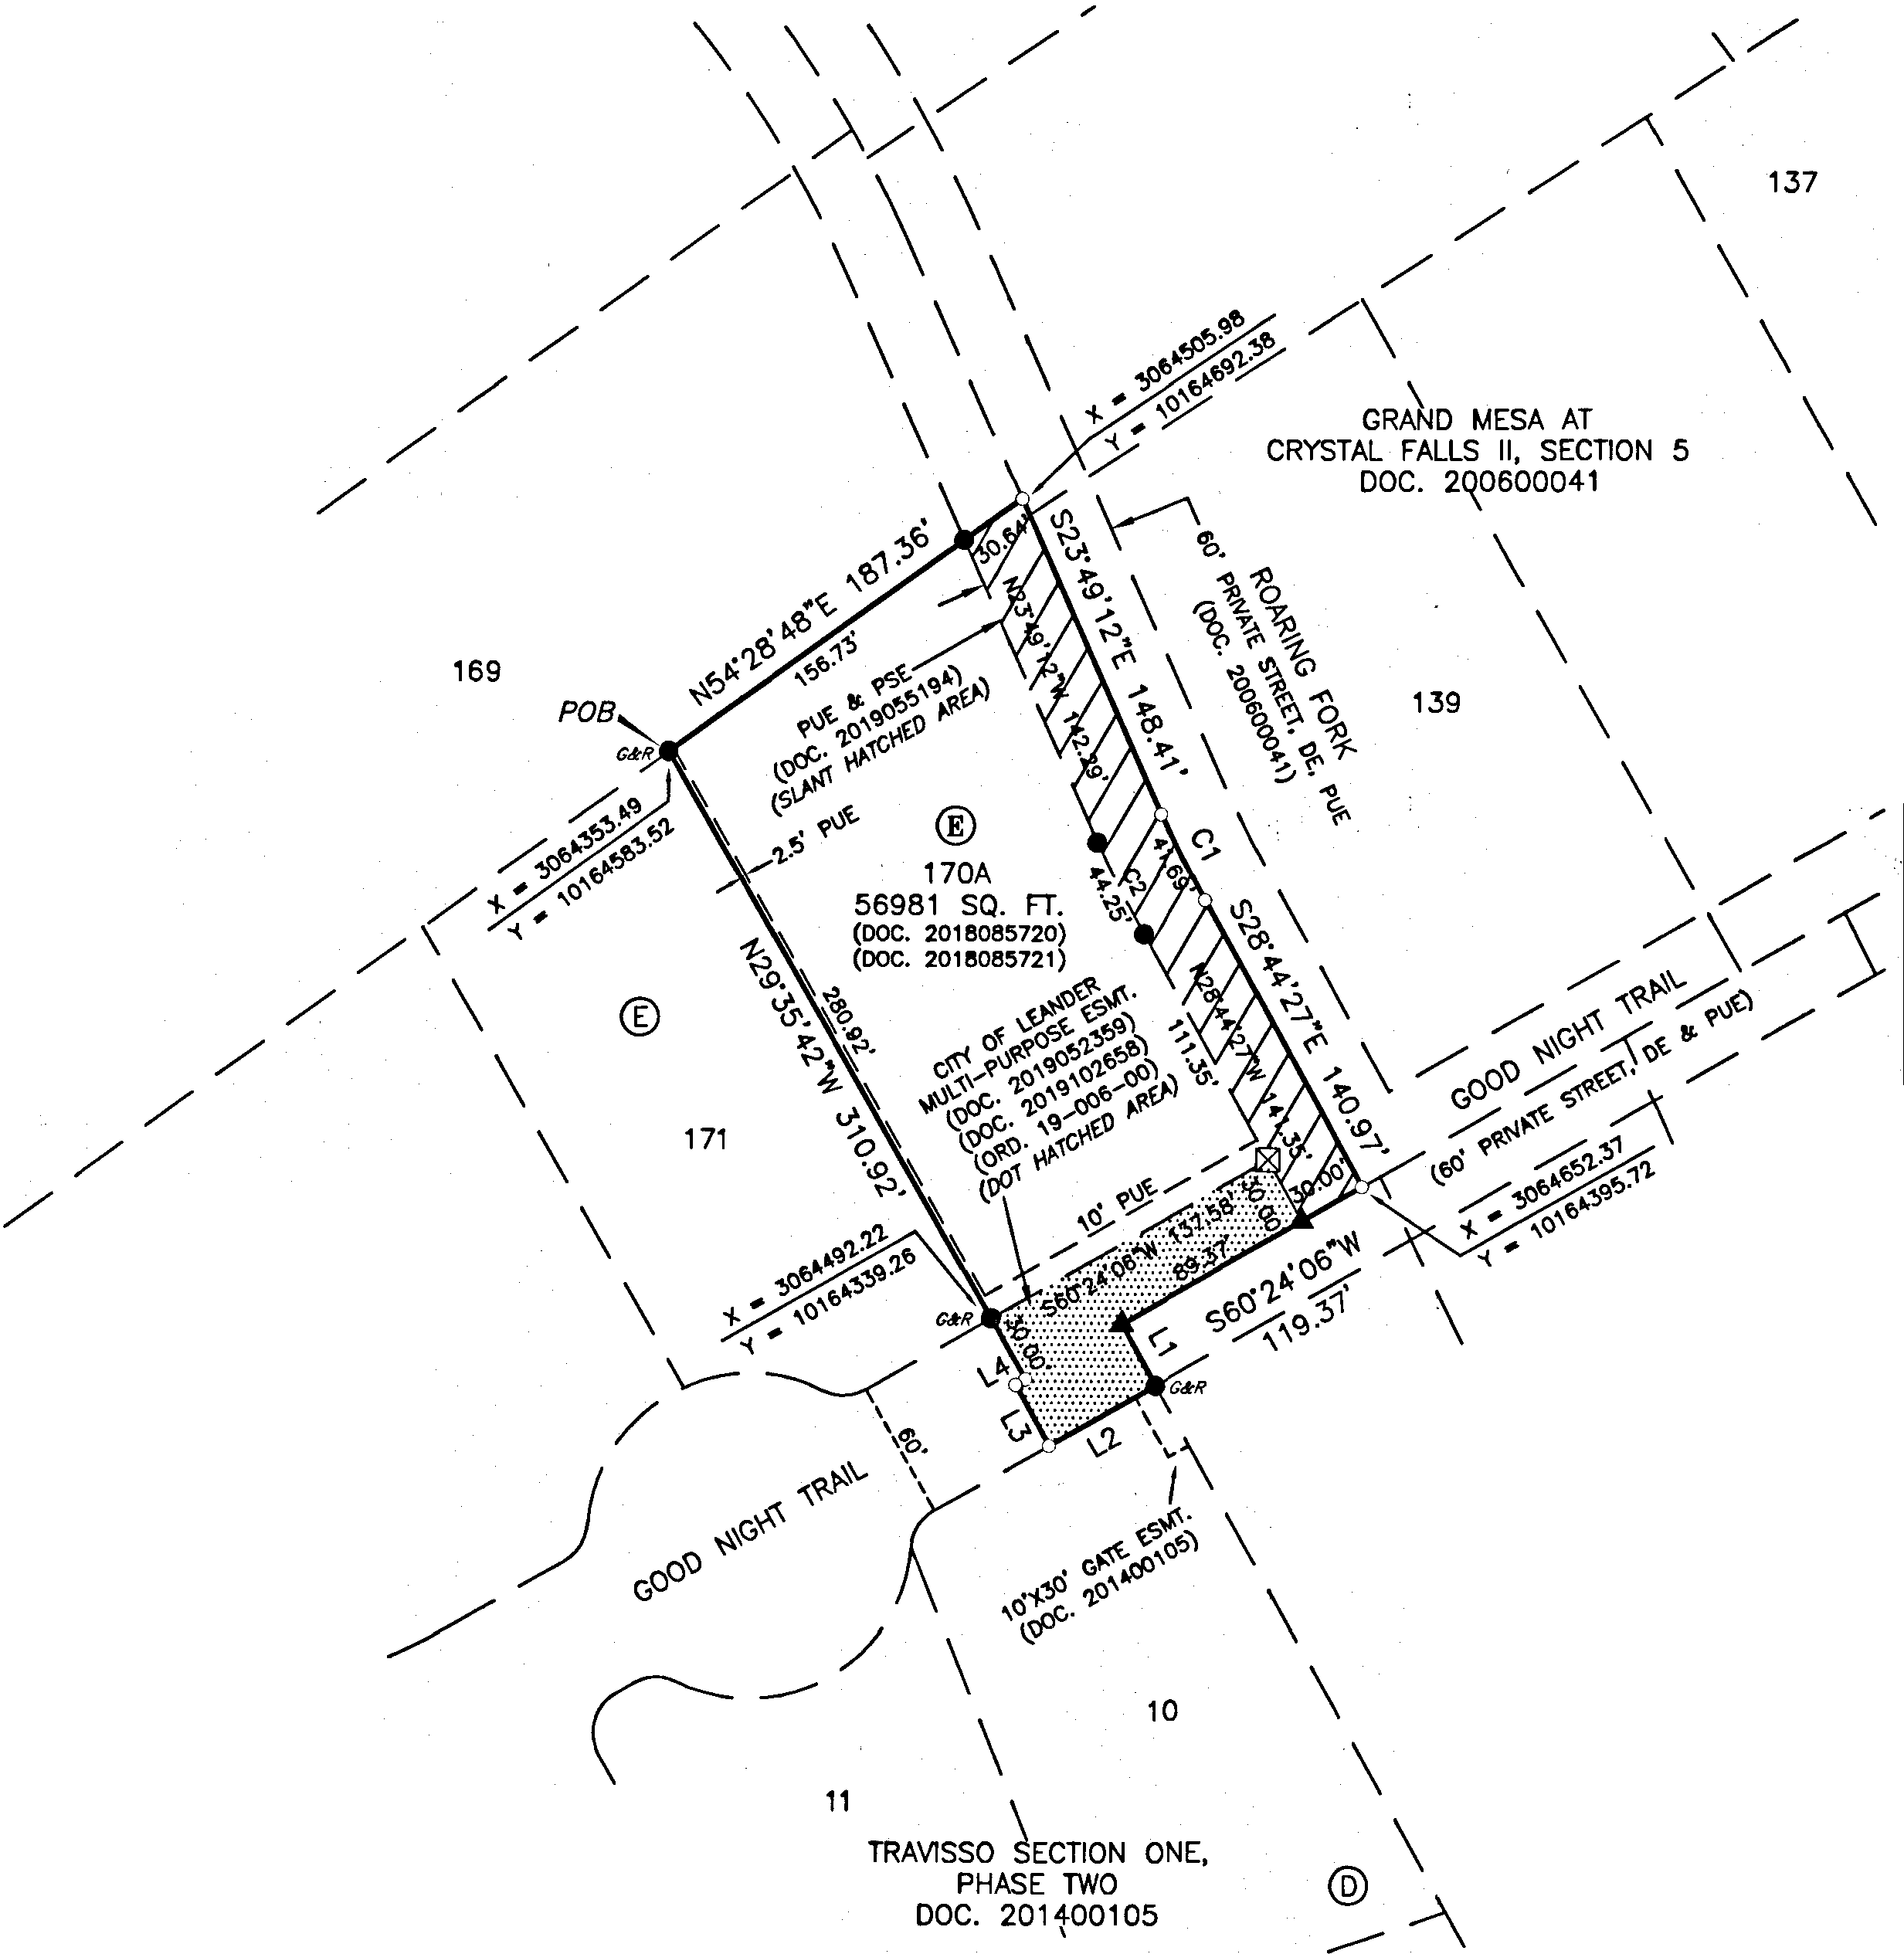 137
X = 3064505.98
Y = 10164692.38
GRAND MESA AT
CRYSTAL FALLS II, SECTION 5
DOC. 200600041
N54°28'48"E 187.36'
156.73'
30.64'
S23°49'12"E 148.41'
N23°49'12"W 142.29'
ROARING FORK
60' PRIVATE STREET, DE, PUE
(DOC. 200600041)
169
139
POB
G&R
X = 3064353.49
Y = 10164583.52
PUE & PSE
(DOC. 2019055194)
(SLANT HATCHED AREA)
2.5' PUE
E
170A
56981 SQ. FT.
(DOC. 2018085720)
(DOC. 2018085721)
C1
41.69'
C2
44.25'
S28°44'27"E 140.97'
N28°44'27"W 141.35'
111.35'
N29°35'42"W 310.92'
280.92'
E
171
CITY OF LEANDER
MULTI-PURPOSE ESMT.
(DOC. 2019052359)
(DOC. 2019102658)
(ORD. 19-006-00)
(DOT HATCHED AREA)
GOOD NIGHT TRAIL
(60' PRIVATE STREET, DE & PUE)
X = 3064652.37
Y = 10164395.72
10' PUE
30.00'
30.00
S60°24'06"W 137.58'
89.37'
S60°24'06"W
119.37'
X = 3064492.22
Y = 10164339.26
G&R
30.00'
L1
L4
G&R
L3
L2
60'
GOOD NIGHT TRAIL
10'X30' GATE ESMT.
(DOC. 201400105)
10
11
TRAVISSO SECTION ONE,
PHASE TWO
DOC. 201400105
D